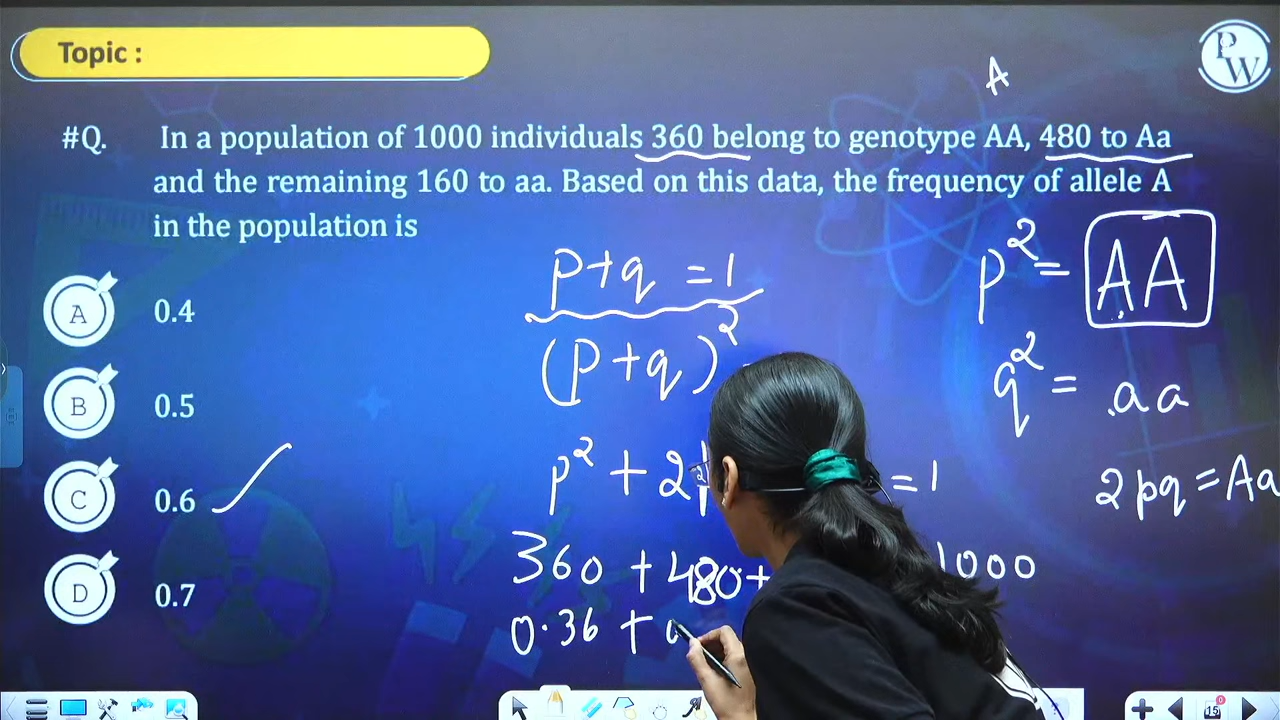 Topic :
PW
A
#Q. In a population of 1000 individuals 360 belong to genotype AA, 480 to Aa
and the remaining 160 to aa. Based on this data, the frequency of allele A
in the population is
A 0.4
B 0.5
C 0.6
D 0.7
p+q = 1
(p+q)²
p² + 2 = 1
360 + 480+ 1000
0.36 +
p² = AA
q² = aa
2pq = Aa
15